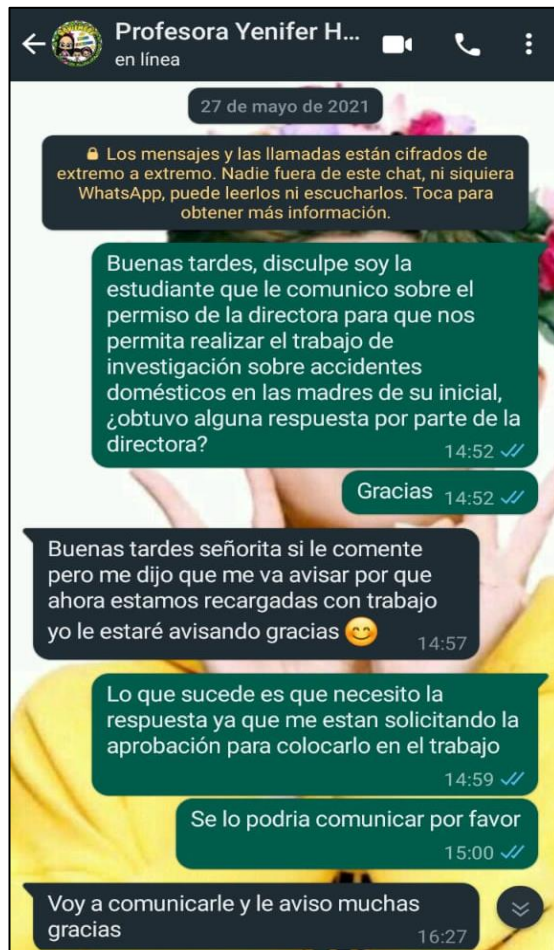 Profesora Yenifer H...
en línea
27 de mayo de 2021
Los mensajes y las llamadas están cifrados de
extremo a extremo. Nadie fuera de este chat, ni siquiera
WhatsApp, puede leerlos ni escucharlos. Toca para
obtener más información.
Buenas tardes, disculpe soy la
estudiante que le comunico sobre el
permiso de la directora para que nos
permita realizar el trabajo de
investigación sobre accidentes
domésticos en las madres de su inicial,
¿obtuvo alguna respuesta por parte de la
directora?
14:52
Gracias 14:52
Buenas tardes señorita si le comente
pero me dijo que me va avisar por que
ahora estamos recargadas con trabajo
yo le estaré avisando gracias 😊
14:57
Lo que sucede es que necesito la
respuesta ya que me estan solicitando la
aprobación para colocarlo en el trabajo
14:59
Se lo podria comunicar por favor
15:00
Voy a comunicarle y le aviso muchas
gracias
16:27